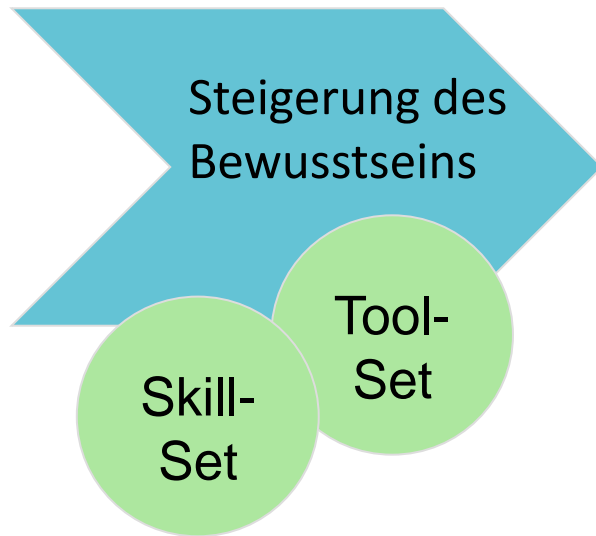 Steigerung des
Bewusstseins
Tool-
Set
Skill-
Set